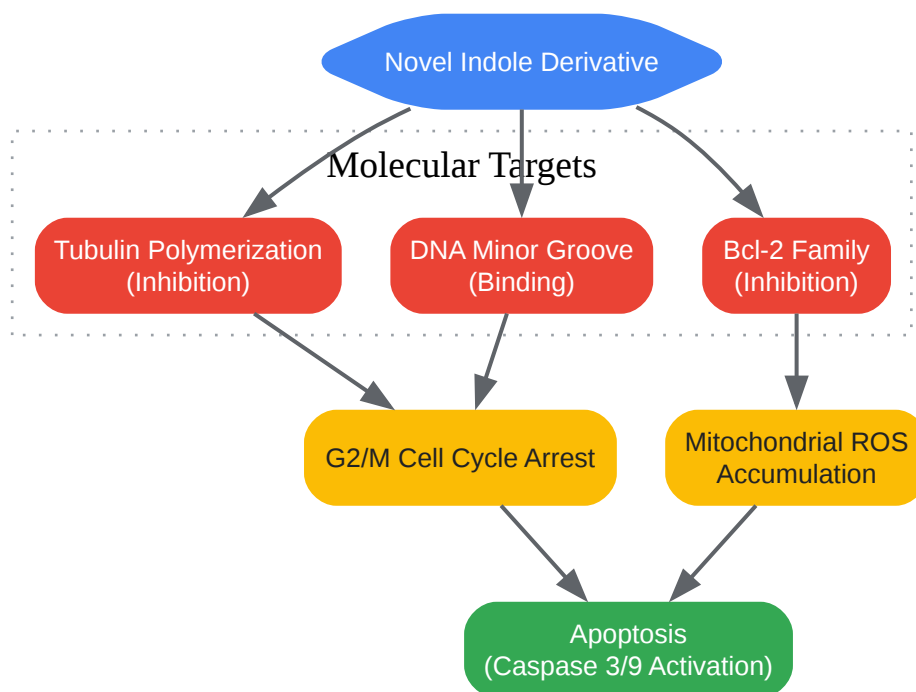 Novel Indole Derivative
Molecular Targets
Tubulin Polymerization
(Inhibition)
DNA Minor Groove
(Binding)
Bcl-2 Family
(Inhibition)
G2/M Cell Cycle Arrest
Mitochondrial ROS
Accumulation
Apoptosis
(Caspase 3/9 Activation)